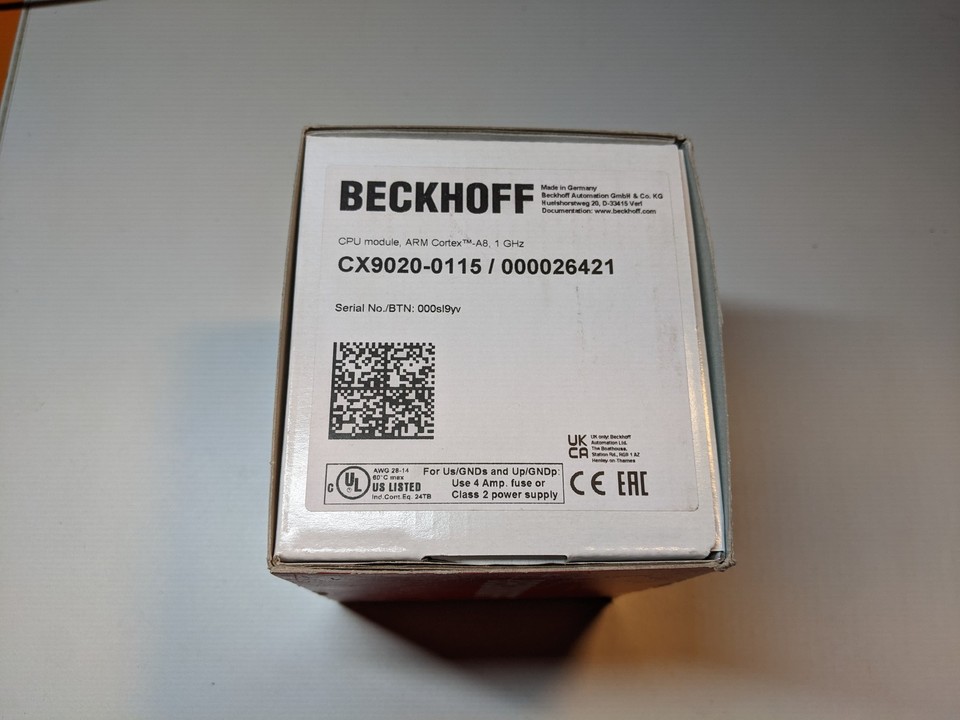 BECKHOFF
Made in Germany
Beckhoff Automation GmbH & Co. KG
Huelshorstweg 20, D-33415 Verl
Documentation: www.beckhoff.com
CPU module, ARM Cortex™-A8, 1 GHz
CX9020-0115 / 000026421
Serial No./BTN: 000sl9yv
UK
CA
UK only: Beckhoff
Automation Ltd.
The Boathouse,
Station Rd., RG9 1 AZ
Henley on Thames
c UL US LISTED
AWG 28-14
60°C max
Ind.Cont.Eq. 24TB
For Us/GNDs and Up/GNDp:
Use 4 Amp. fuse or
Class 2 power supply
CE EAC